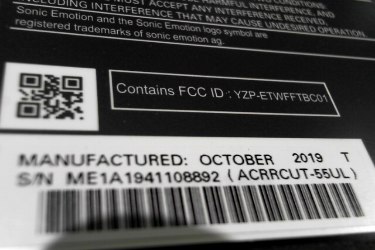 MUST ACCEPT ANY INTERFERENCE RECEIVED,
INCLUDING INTERFERENCE THAT MAY CAUSE UNDESIRED OPERATION.
Sonic Emotion and the Sonic Emotion logo symbol are
registered trademarks of sonic emotion ag.
Contains FCC ID : YZP-ETWFFTBC01
MANUFACTURED: OCTOBER 2019 T
S/N ME1A1941108892 (ACRRCUT-55UL)